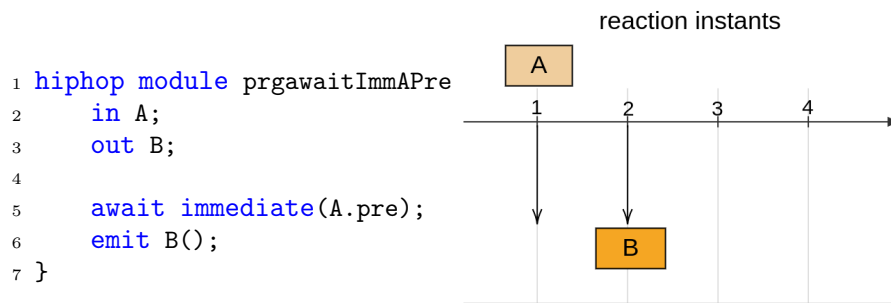 1 hiphop module prgawaitImmAPre
2 in A;
3 out B;
4
5 await immediate(A.pre);
6 emit B();
7 }
reaction instants
A
1 2 3 4
B